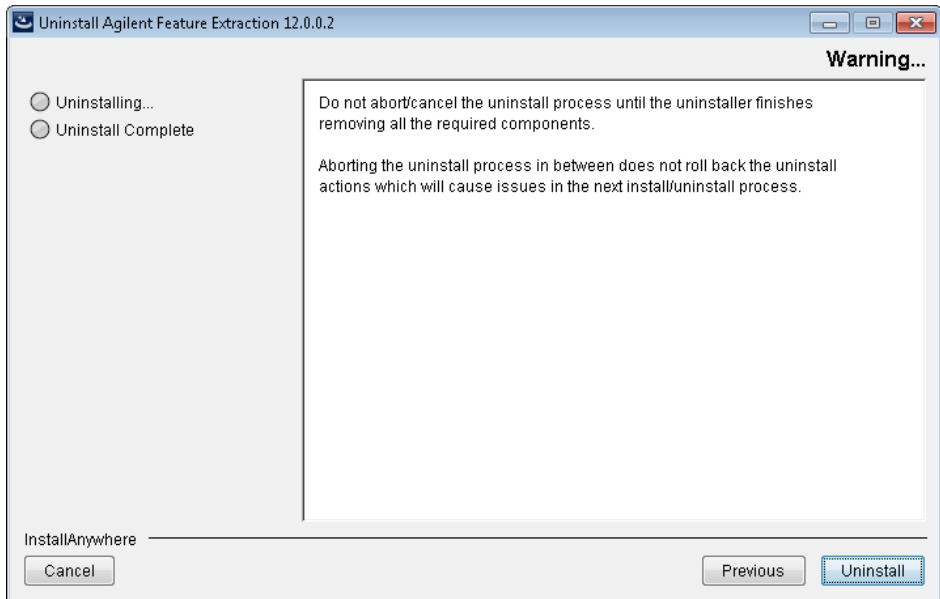 Uninstall Agilent Feature Extraction 12.0.0.2
Warning...
Uninstalling...
Uninstall Complete
Do not abort/cancel the uninstall process until the uninstaller finishes
removing all the required components.
Aborting the uninstall process in between does not roll back the uninstall
actions which will cause issues in the next install/uninstall process.
InstallAnywhere
Cancel
Previous
Uninstall